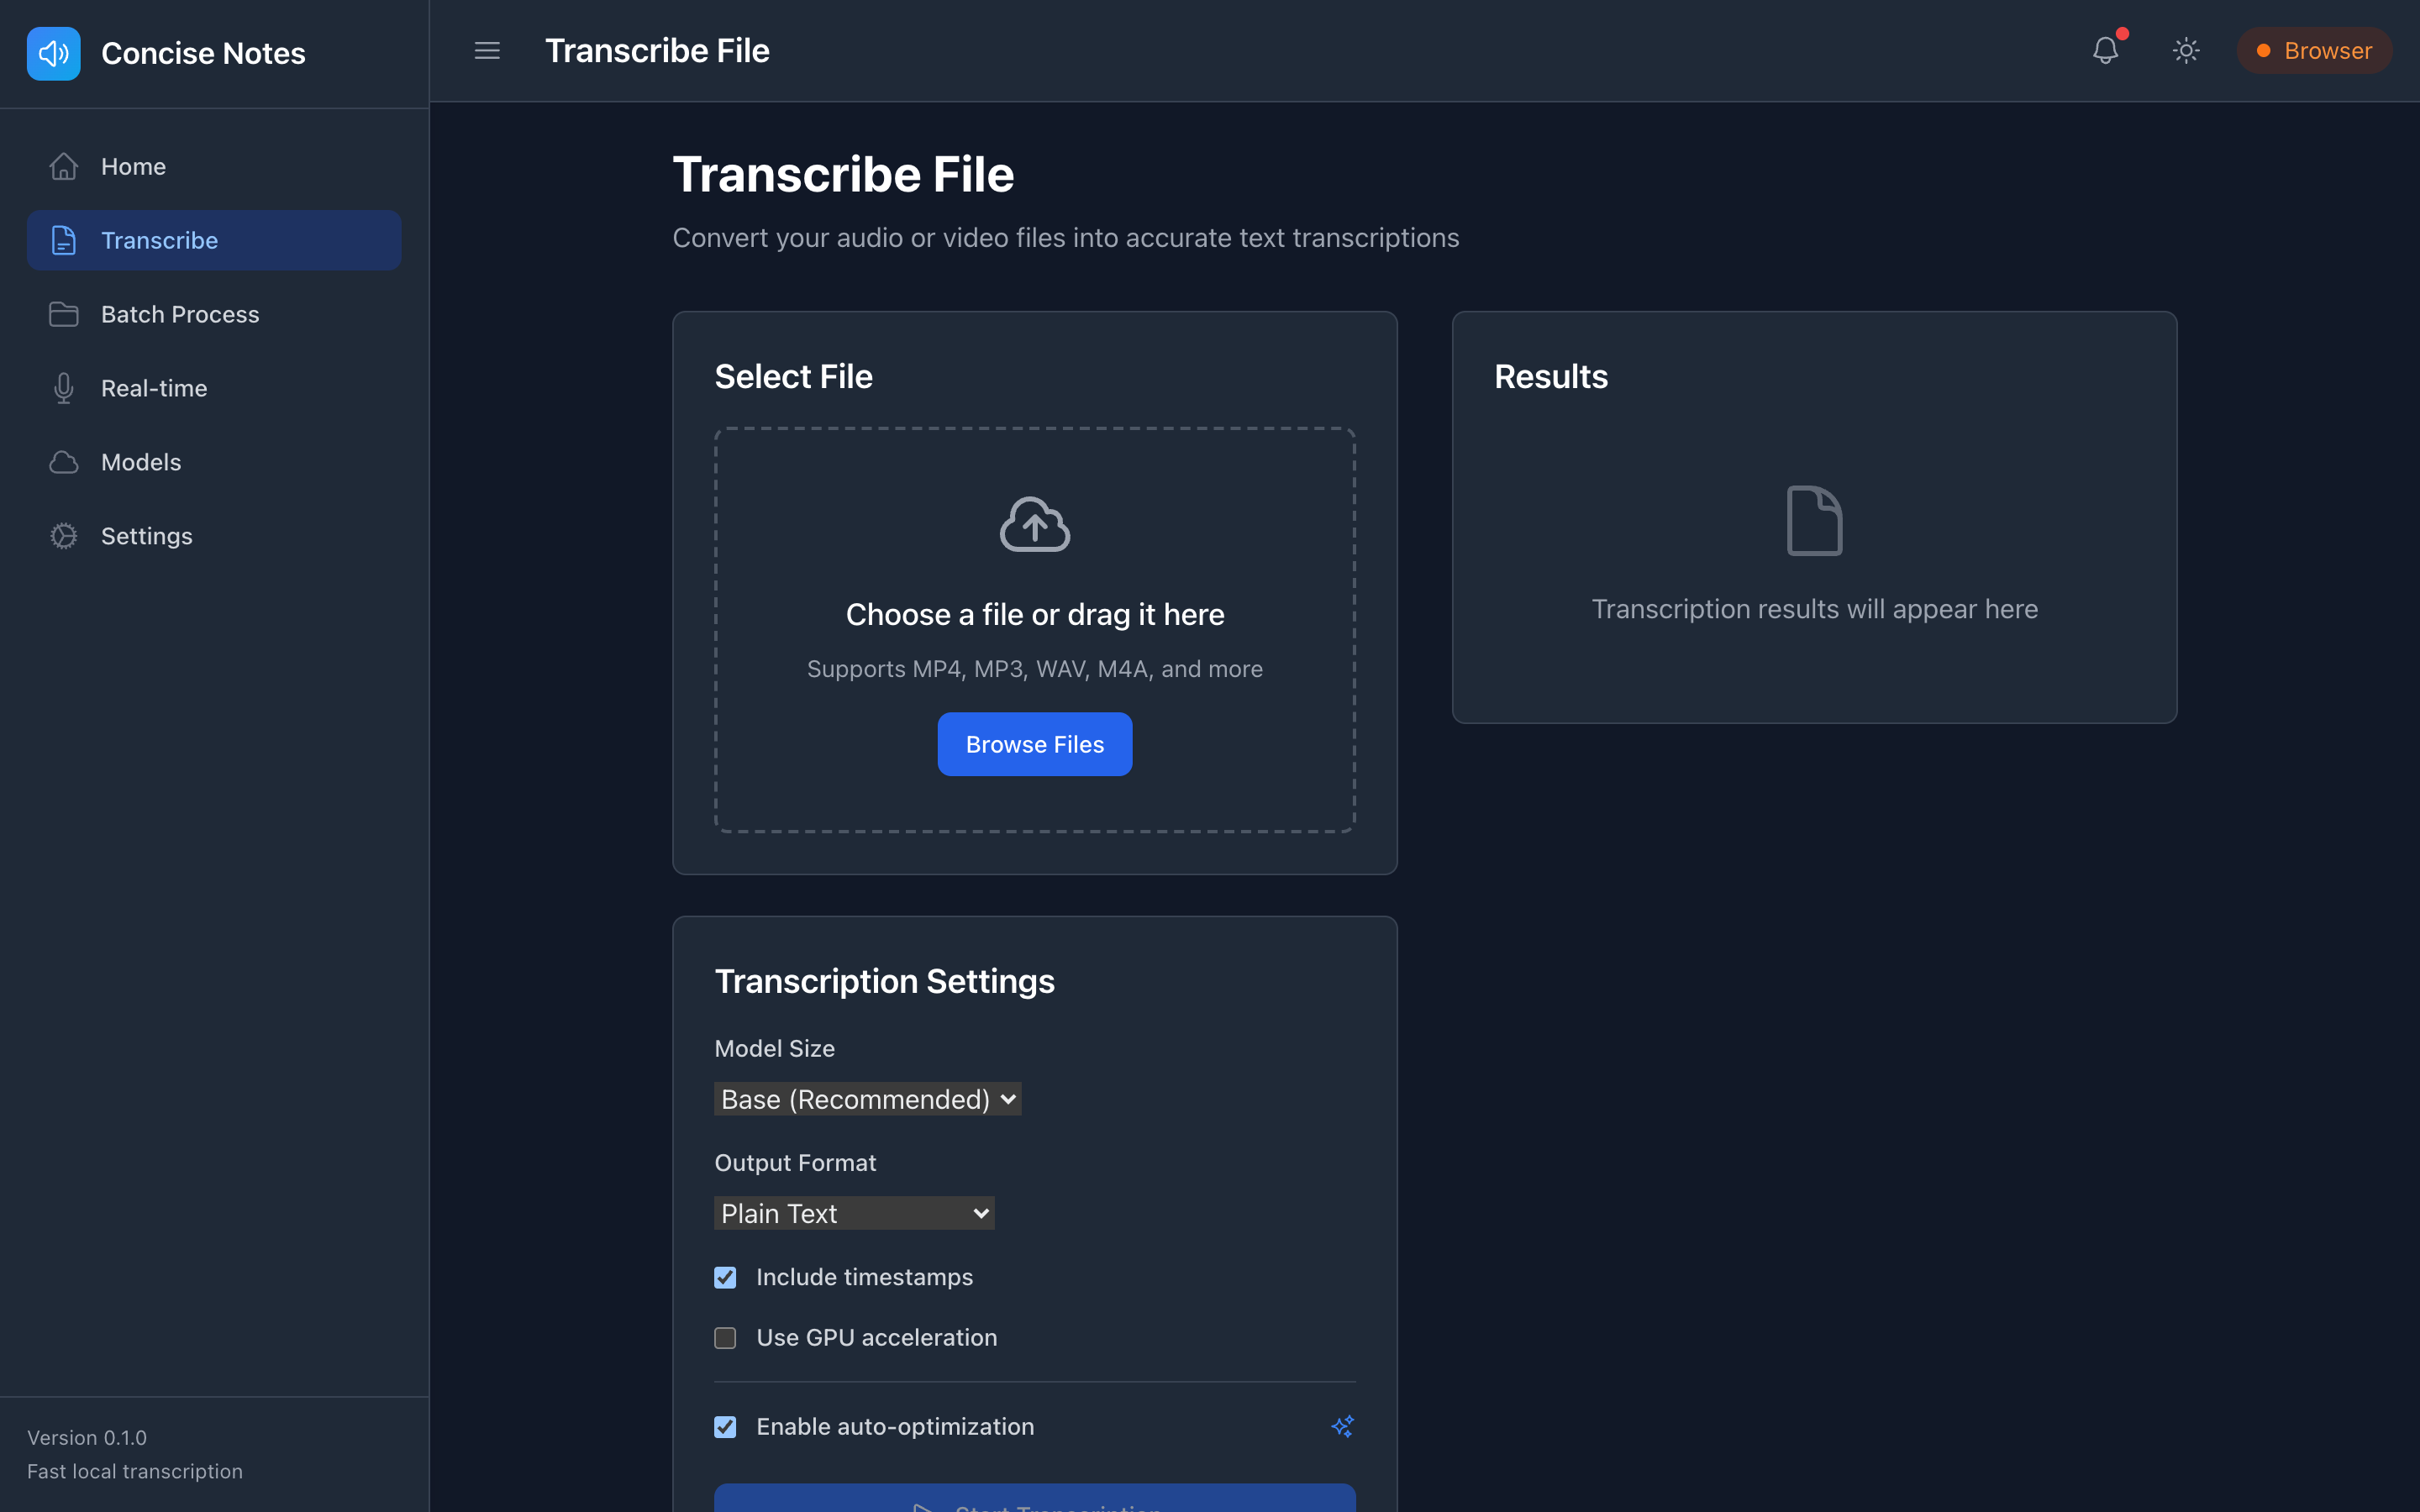 Concise Notes
Home
Transcribe
Batch Process
Real-time
Models
Settings
Version 0.1.0
Fast local transcription
Transcribe File
Browser
Transcribe File
Convert your audio or video files into accurate text transcriptions
Select File
Choose a file or drag it here
Supports MP4, MP3, WAV, M4A, and more
Browse Files
Results
Transcription results will appear here
Transcription Settings
Model Size
Base (Recommended)
Output Format
Plain Text
Include timestamps
Use GPU acceleration
Enable auto-optimization
Start Transcription